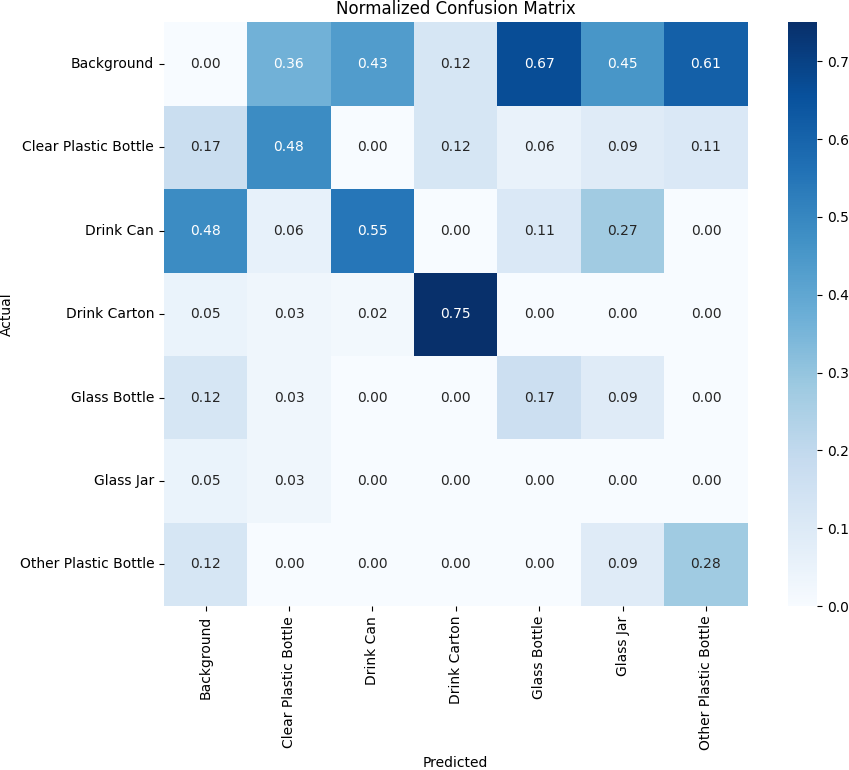 Normalized Confusion Matrix
Background 0.00 0.36 0.43 0.12 0.67 0.45 0.61
Clear Plastic Bottle 0.17 0.48 0.00 0.12 0.06 0.09 0.11
Drink Can 0.48 0.06 0.55 0.00 0.11 0.27 0.00
Drink Carton 0.05 0.03 0.02 0.75 0.00 0.00 0.00
Glass Bottle 0.12 0.03 0.00 0.00 0.17 0.09 0.00
Glass Jar 0.05 0.03 0.00 0.00 0.00 0.00 0.00
Other Plastic Bottle 0.12 0.00 0.00 0.00 0.00 0.09 0.28
Actual
Background
Clear Plastic Bottle
Drink Can
Drink Carton
Glass Bottle
Glass Jar
Other Plastic Bottle
Predicted
0.7
0.6
0.5
0.4
0.3
0.2
0.1
0.0